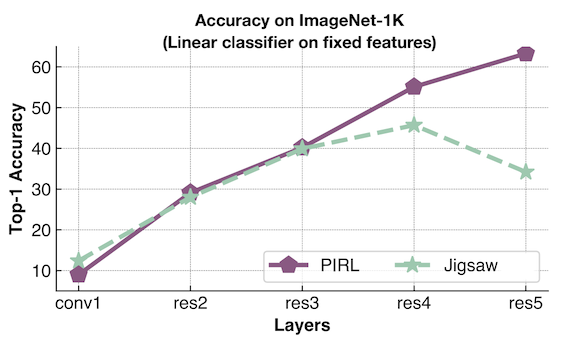 Accuracy on ImageNet-1K
(Linear classifier on fixed features)
Top-1 Accuracy
60
50
40
30
20
10
PIRL
Jigsaw
conv1 res2 res3 res4 res5
Layers